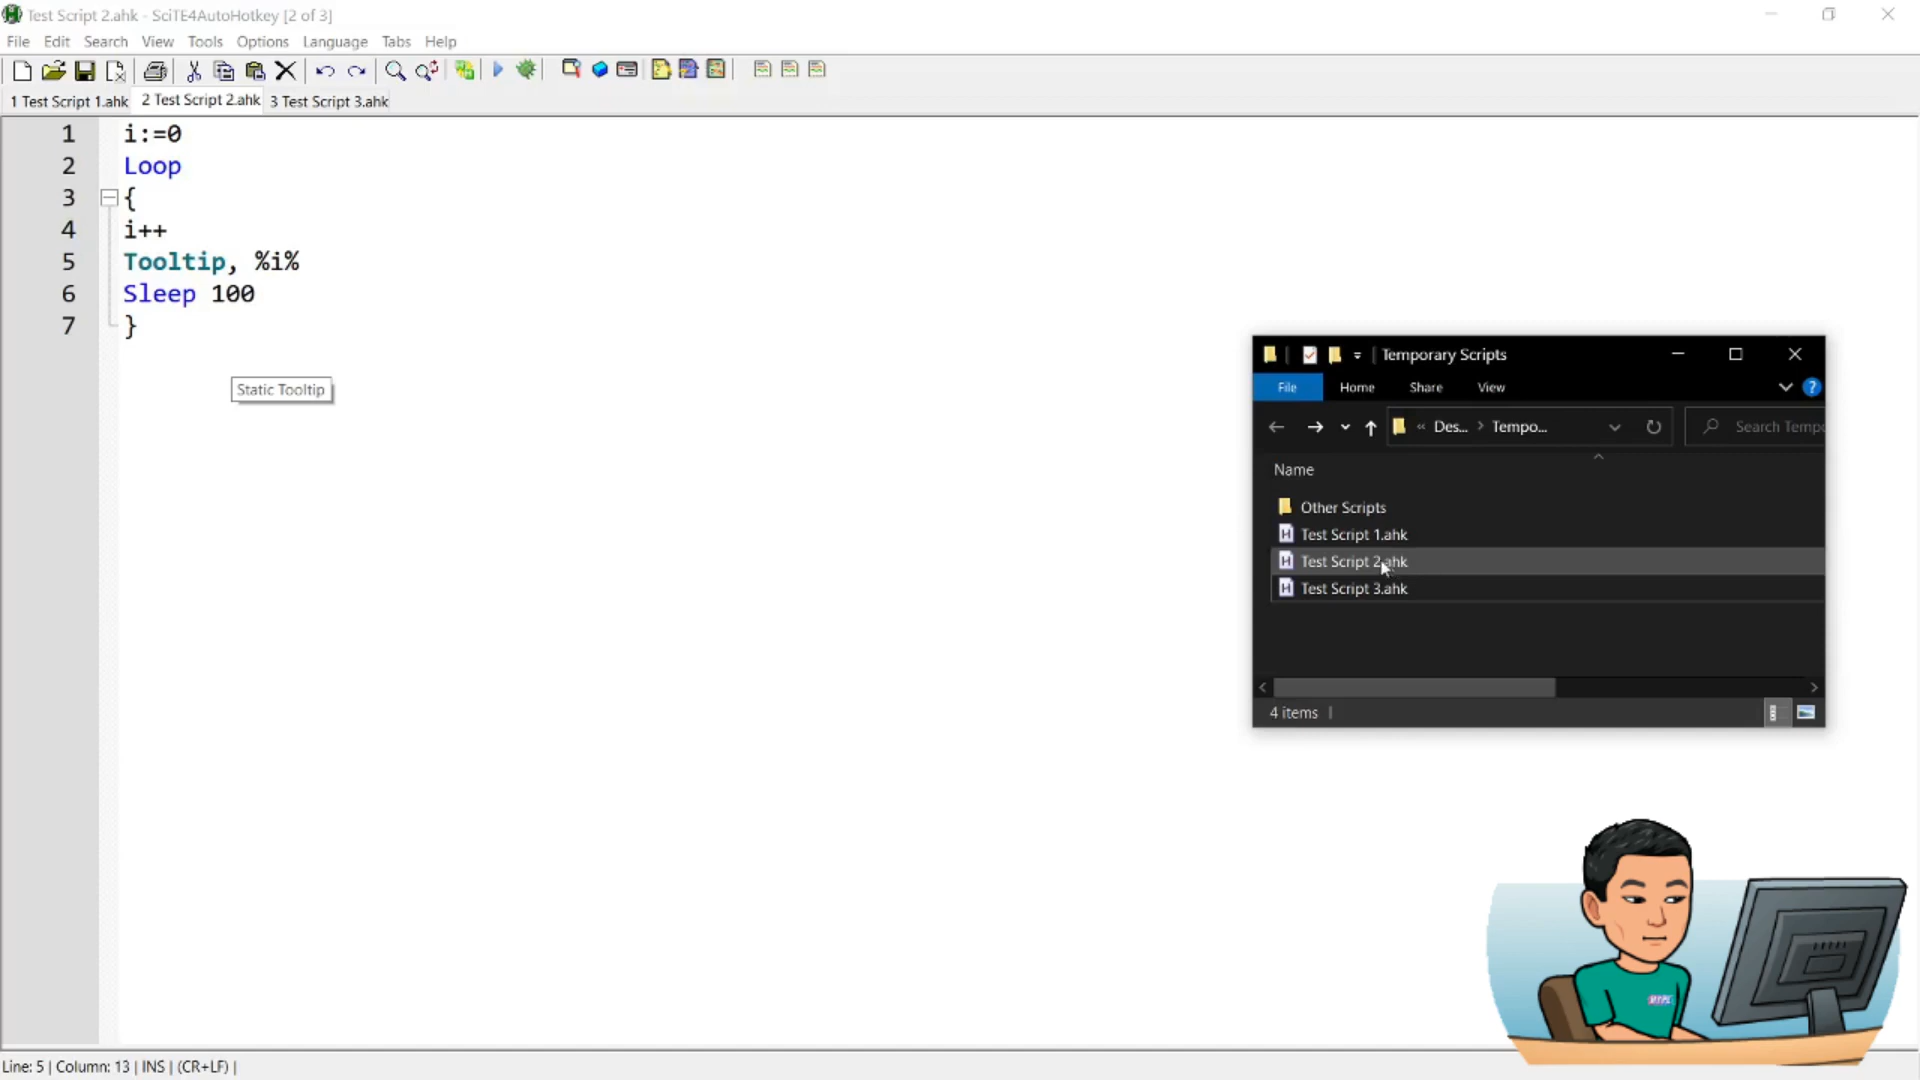 Test Script 2.ahk - SciTE4AutoHotkey [2 of 3]
File Edit Search View Tools Options Language Tabs Help
1 Test Script 1.ahk 2 Test Script 2.ahk 3 Test Script 3.ahk
1 i:=0
2 Loop
3 {
4 i++
5 Tooltip, %i%
6 Sleep 100
7 }
Static Tooltip
Temporary Scripts
File Home Share View
« Des... > Tempo... Search Tempo
Name
Other Scripts
Test Script 1.ahk
Test Script 2.ahk
Test Script 3.ahk
4 items
Line: 5 | Column: 13 | INS | (CR+LF) |